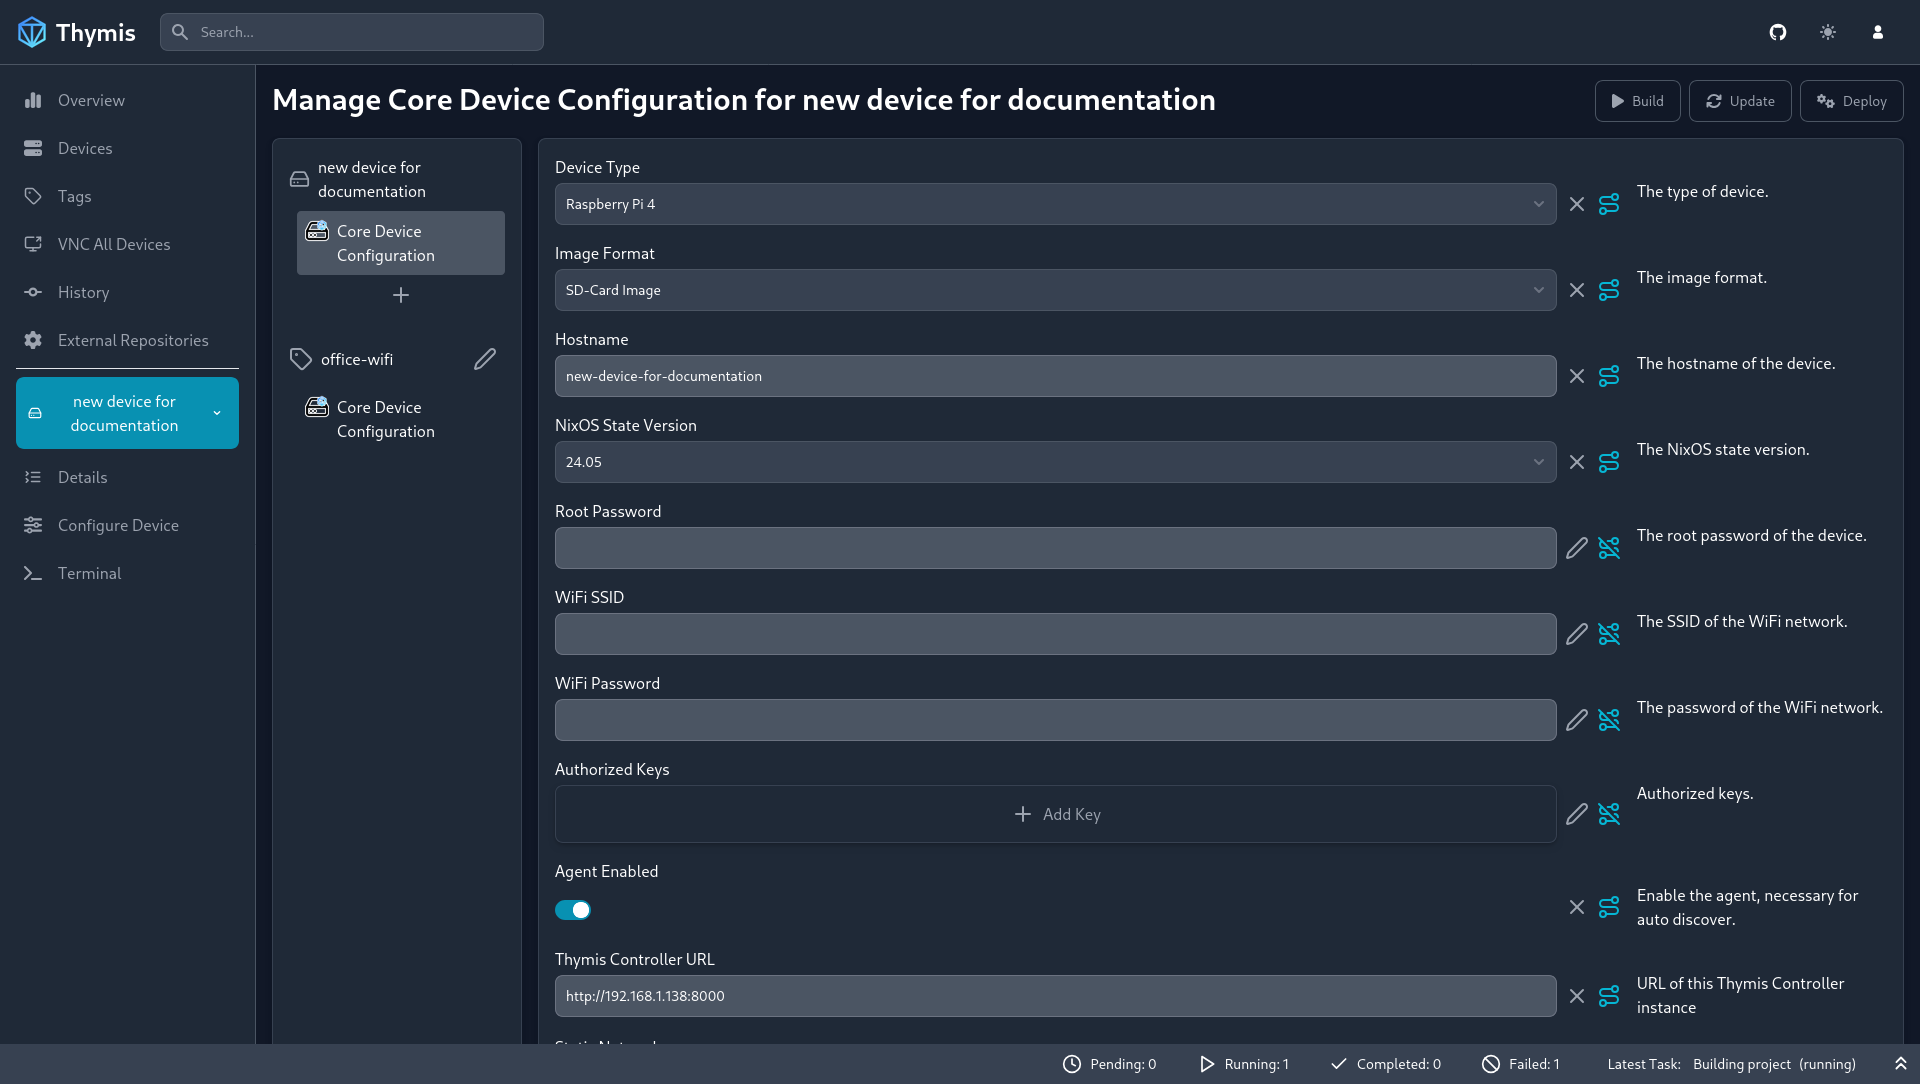 Thymis
Search...
Overview
Devices
Tags
VNC All Devices
History
External Repositories
new device for
documentation
Details
Configure Device
Terminal
Manage Core Device Configuration for new device for documentation
Build
Update
Deploy
new device for
documentation
Core Device
Configuration
office-wifi
Core Device
Configuration
Device Type
Raspberry Pi 4
The type of device.
Image Format
SD-Card Image
The image format.
Hostname
new-device-for-documentation
The hostname of the device.
NixOS State Version
24.05
The NixOS state version.
Root Password
The root password of the device.
WiFi SSID
The SSID of the WiFi network.
WiFi Password
The password of the WiFi network.
Authorized Keys
Add Key
Authorized keys.
Agent Enabled
Enable the agent, necessary for
auto discover.
Thymis Controller URL
http://192.168.1.138:8000
URL of this Thymis Controller
instance
Pending: 0
Running: 1
Completed: 0
Failed: 1
Latest Task: Building project (running)